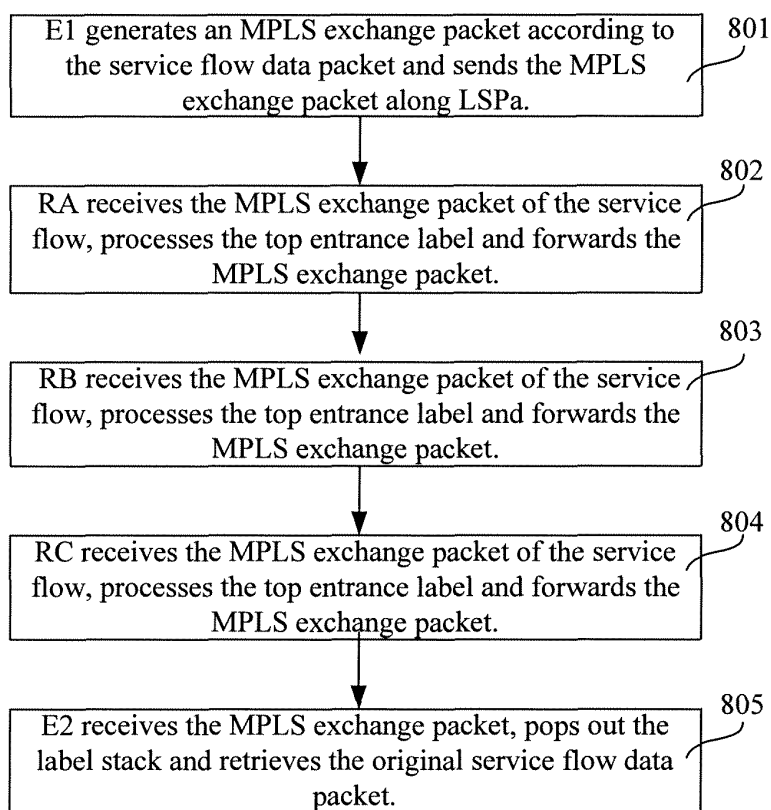 E1 generates an MPLS exchange packet according to
the service flow data packet and sends the MPLS
exchange packet along LSPa.
801
RA receives the MPLS exchange packet of the service
flow, processes the top entrance label and forwards the
MPLS exchange packet.
802
RB receives the MPLS exchange packet of the service
flow, processes the top entrance label and forwards the
MPLS exchange packet.
803
RC receives the MPLS exchange packet of the service
flow, processes the top entrance label and forwards the
MPLS exchange packet.
804
E2 receives the MPLS exchange packet, pops out the
label stack and retrieves the original service flow data
packet.
805